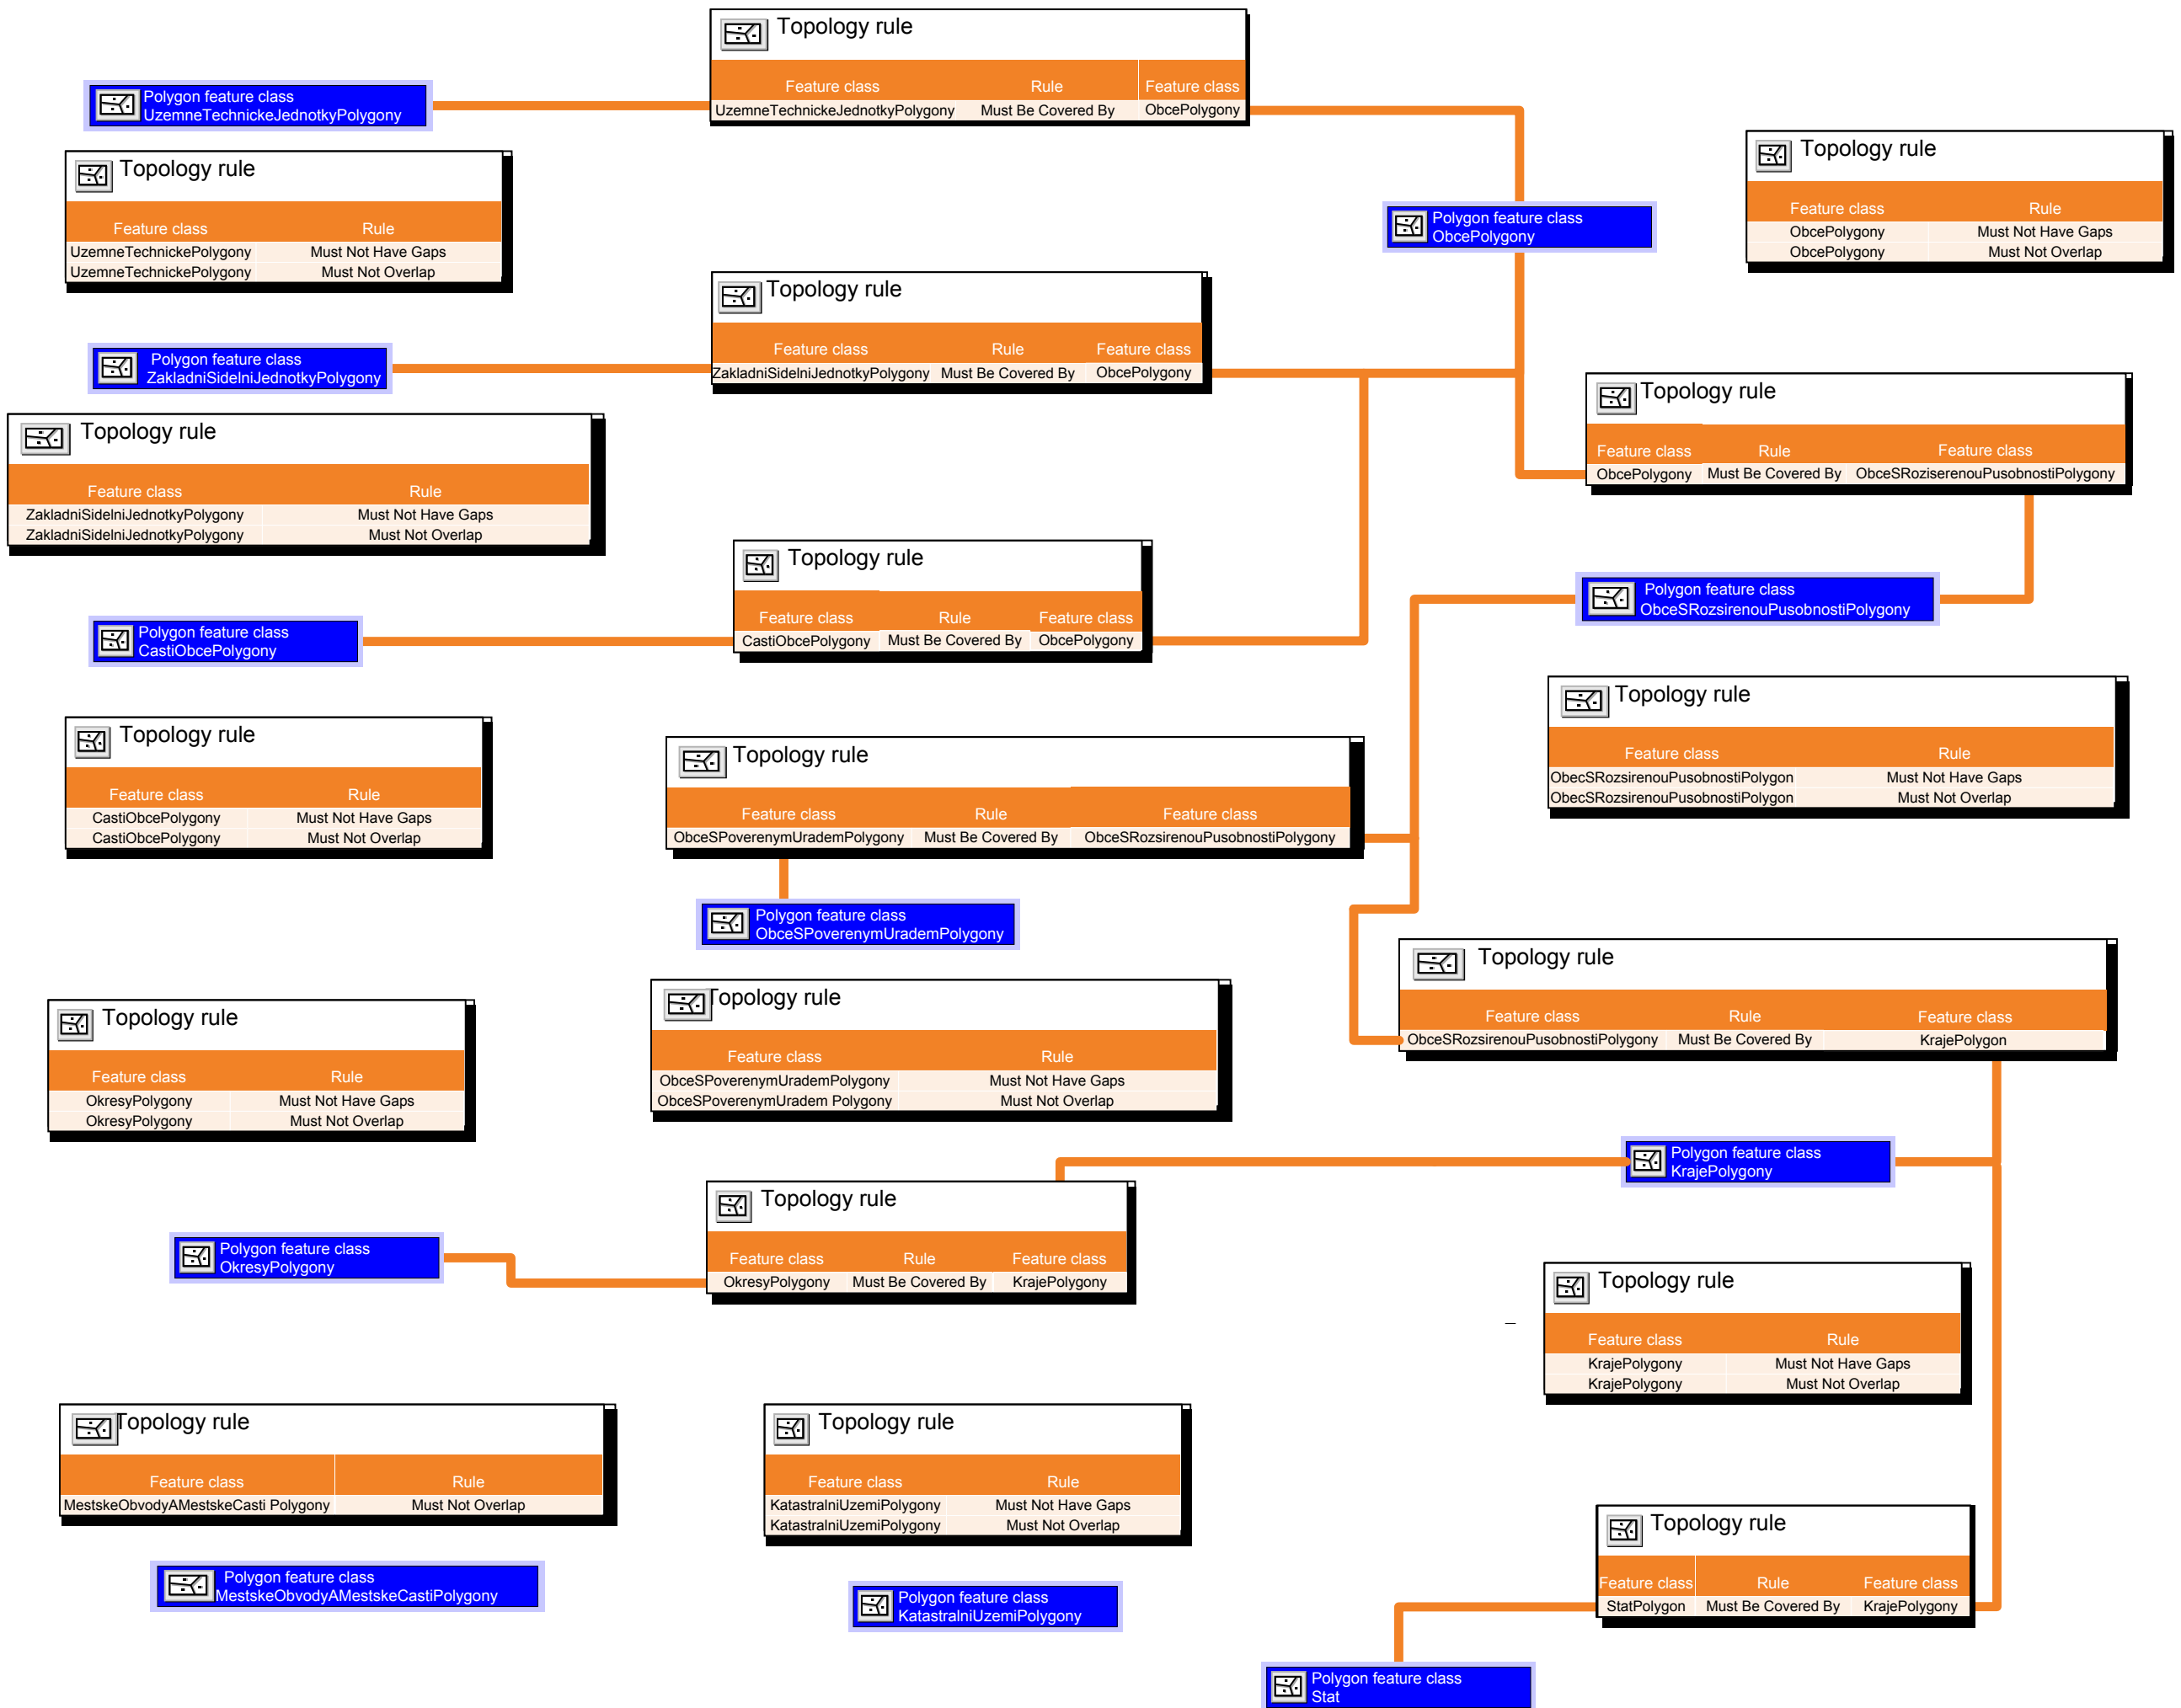 Topology rule
Feature class Rule Feature class
UzemneTechnickeJednotkyPolygony Must Be Covered By ObcePolygony
Polygon feature class
UzemneTechnickeJednotkyPolygony
Topology rule
Feature class Rule
UzemneTechnickePolygony Must Not Have Gaps
UzemneTechnickePolygony Must Not Overlap
Polygon feature class
ObcePolygony
Topology rule
Feature class Rule
ObcePolygony Must Not Have Gaps
ObcePolygony Must Not Overlap
Topology rule
Feature class Rule Feature class
ZakladniSidelniJednotkyPolygony Must Be Covered By ObcePolygony
Polygon feature class
ZakladniSidelniJednotkyPolygony
Topology rule
Feature class Rule Feature class
ObcePolygony Must Be Covered By ObceSRoziserenouPusobnostiPolygony
Topology rule
Feature class Rule
ZakladniSidelniJednotkyPolygony Must Not Have Gaps
ZakladniSidelniJednotkyPolygony Must Not Overlap
Topology rule
Feature class Rule Feature class
CastiObcePolygony Must Be Covered By ObcePolygony
Polygon feature class
ObceSRozsirenouPusobnostiPolygony
Polygon feature class
CastiObcePolygony
Topology rule
Feature class Rule
ObecSRozsirenouPusobnostiPolygon Must Not Have Gaps
ObecSRozsirenouPusobnostiPolygon Must Not Overlap
Topology rule
Feature class Rule
CastiObcePolygony Must Not Have Gaps
CastiObcePolygony Must Not Overlap
Topology rule
Feature class Rule Feature class
ObceSPoverenymUrademPolygony Must Be Covered By ObceSRozsirenouPusobnostiPolygony
Polygon feature class
ObceSPoverenymUrademPolygony
Topology rule
Feature class Rule Feature class
ObceSRozsirenouPusobnostiPolygony Must Be Covered By KrajePolygon
Topology rule
Feature class Rule
ObceSPoverenymUrademPolygony Must Not Have Gaps
ObceSPoverenymUradem Polygony Must Not Overlap
Topology rule
Feature class Rule
OkresyPolygony Must Not Have Gaps
OkresyPolygony Must Not Overlap
Polygon feature class
KrajePolygony
Topology rule
Feature class Rule Feature class
OkresyPolygony Must Be Covered By KrajePolygony
Polygon feature class
OkresyPolygony
Topology rule
Feature class Rule
KrajePolygony Must Not Have Gaps
KrajePolygony Must Not Overlap
Topology rule
Feature class Rule
MestskeObvodyAMestskeCasti Polygony Must Not Overlap
Topology rule
Feature class Rule
KatastralniUzemiPolygony Must Not Have Gaps
KatastralniUzemiPolygony Must Not Overlap
Topology rule
Feature class Rule Feature class
StatPolygon Must Be Covered By KrajePolygony
Polygon feature class
MestskeObvodyAMestskeCastiPolygony
Polygon feature class
KatastralniUzemiPolygony
Polygon feature class
Stat